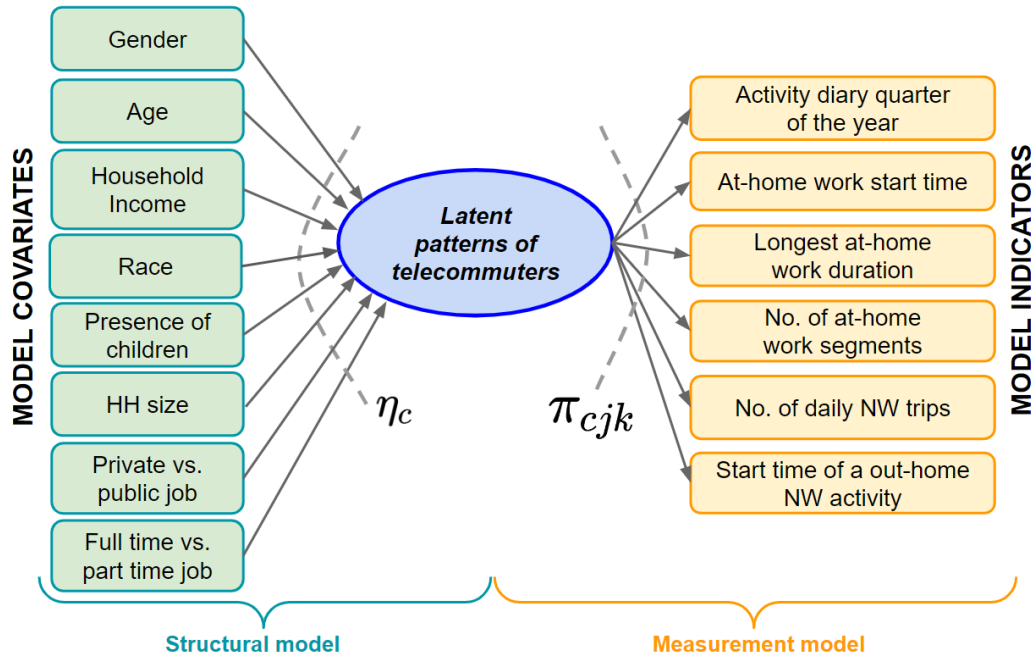 MODEL COVARIATES
Gender
Age
Household
Income
Race
Presence of
children
HH size
Private vs.
public job
Full time vs.
part time job
Latent
patterns of
telecommuters
η_c
π_cjk
Activity diary quarter
of the year
At-home work start time
Longest at-home
work duration
No. of at-home
work segments
No. of daily NW trips
Start time of a out-home
NW activity
MODEL INDICATORS
Structural model
Measurement model